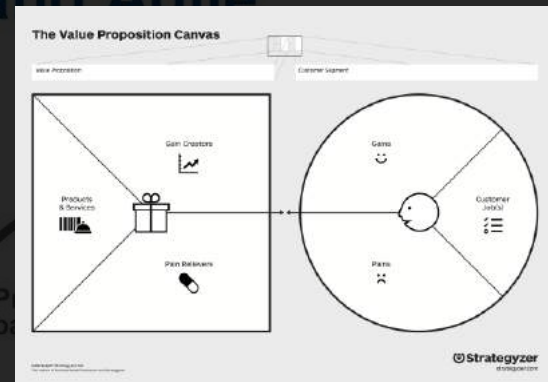 The Value Proposition Canvas
Value Proposition
Customer Segment
Gain Creators
Gains
Products
& Services
Customer
Job(s)
Pain Relievers
Pains
Strategyzer
strategyzer.com